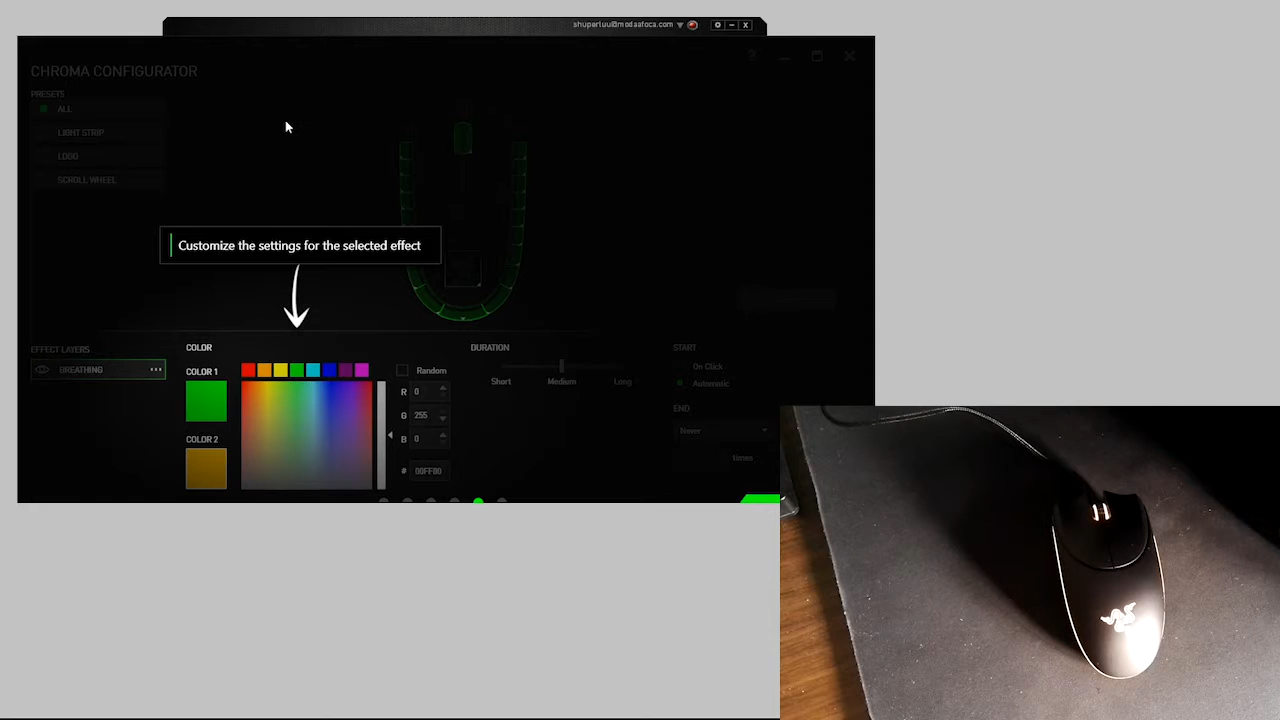 shuperluu@modaafoca.com
CHROMA CONFIGURATOR
PRESETS
ALL
LIGHT STRIP
LOGO
SCROLL WHEEL
Customize the settings for the selected effect
EFFECT LAYERS
BREATHING
COLOR
COLOR 1
COLOR 2
Random
R 0
G 255
B 0
# 00FF00
DURATION
Short Medium Long
START
On Click
Automatic
END
Never
times